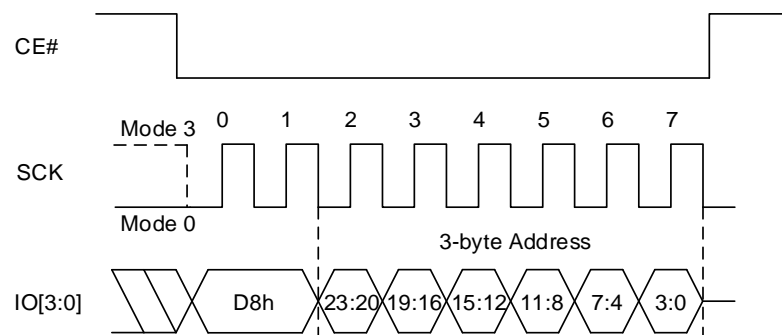 CE#
0 1 2 3 4 5 6 7
Mode 3
SCK
Mode 0
3-byte Address
IO[3:0] D8h 23:20 19:16 15:12 11:8 7:4 3:0